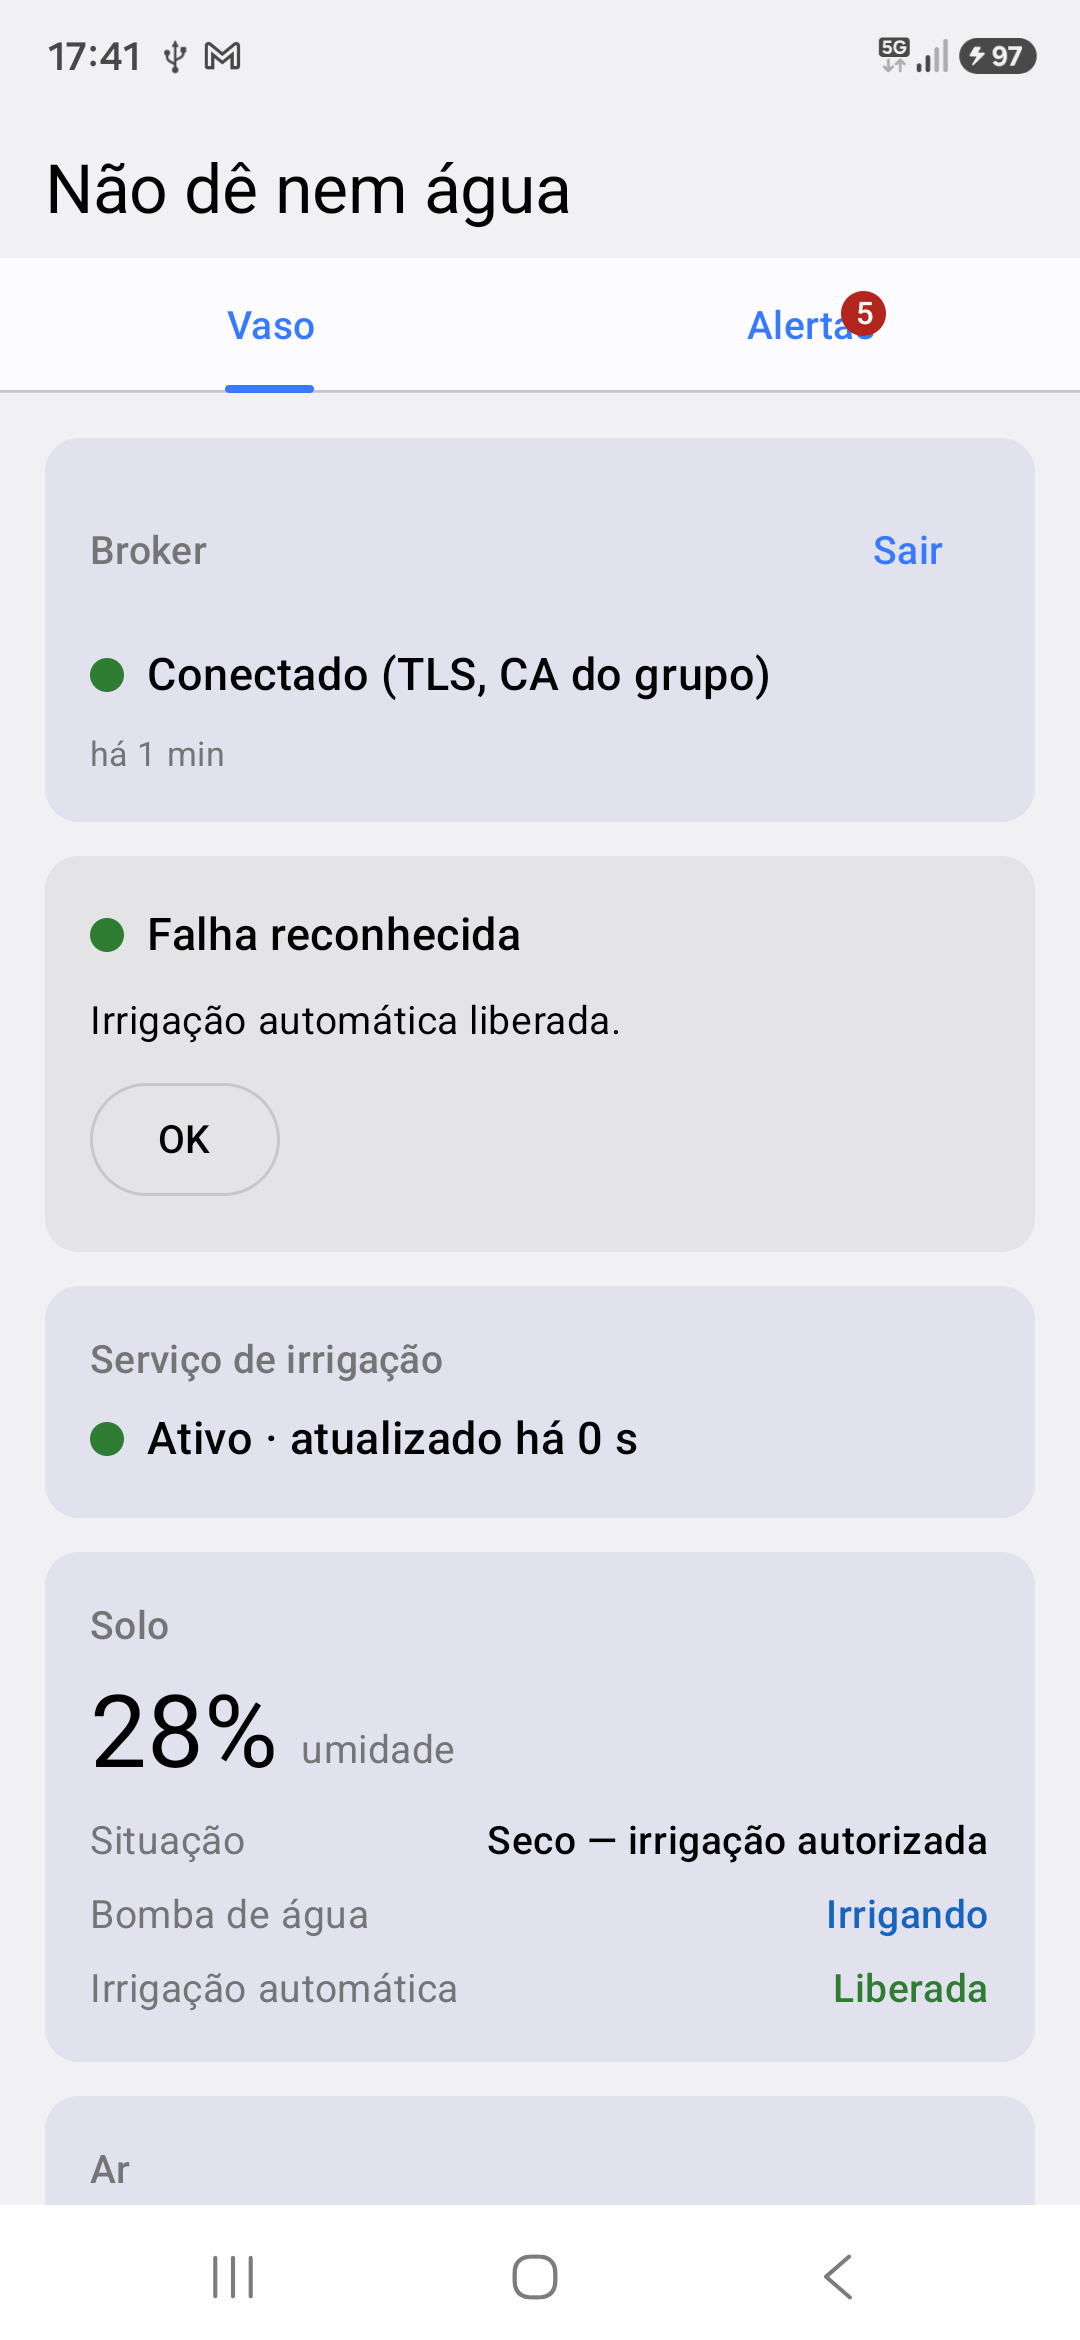 17:41
5G
97
Não dê nem água
Vaso
Alertas
5
Broker
Sair
Conectado (TLS, CA do grupo)
há 1 min
Falha reconhecida
Irrigação automática liberada.
OK
Serviço de irrigação
Ativo · atualizado há 0 s
Solo
28% umidade
Situação
Seco — irrigação autorizada
Bomba de água
Irrigando
Irrigação automática
Liberada
Ar